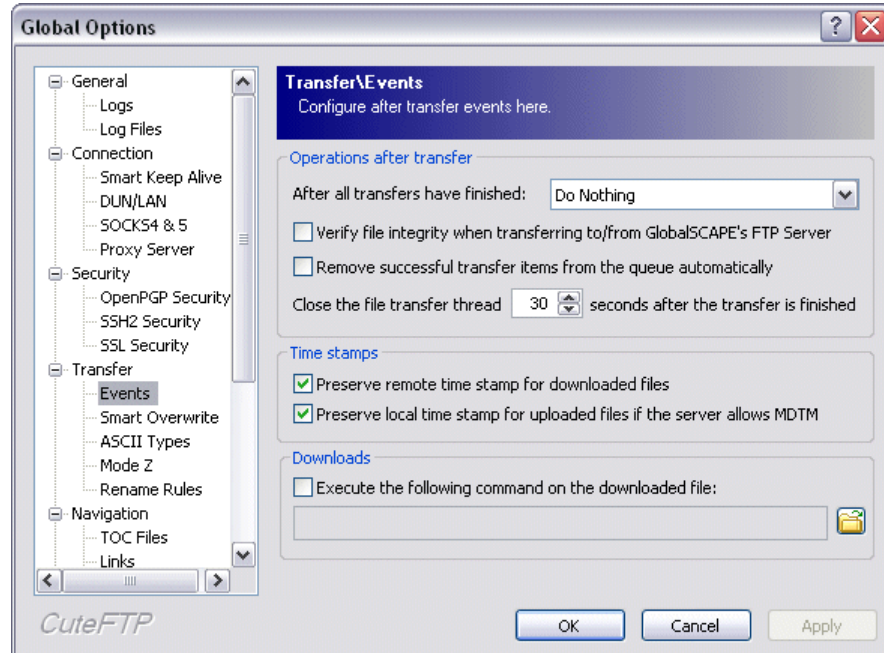 Global Options
General
Logs
Log Files
Connection
Smart Keep Alive
DUN/LAN
SOCKS4 & 5
Proxy Server
Security
OpenPGP Security
SSH2 Security
SSL Security
Transfer
Events
Smart Overwrite
ASCII Types
Mode Z
Rename Rules
Navigation
TOC Files
Links
CuteFTP
Transfer\Events
Configure after transfer events here.
Operations after transfer
After all transfers have finished: Do Nothing
Verify file integrity when transferring to/from GlobalSCAPE's FTP Server
Remove successful transfer items from the queue automatically
Close the file transfer thread 30 seconds after the transfer is finished
Time stamps
Preserve remote time stamp for downloaded files
Preserve local time stamp for uploaded files if the server allows MDTM
Downloads
Execute the following command on the downloaded file:
OK Cancel Apply